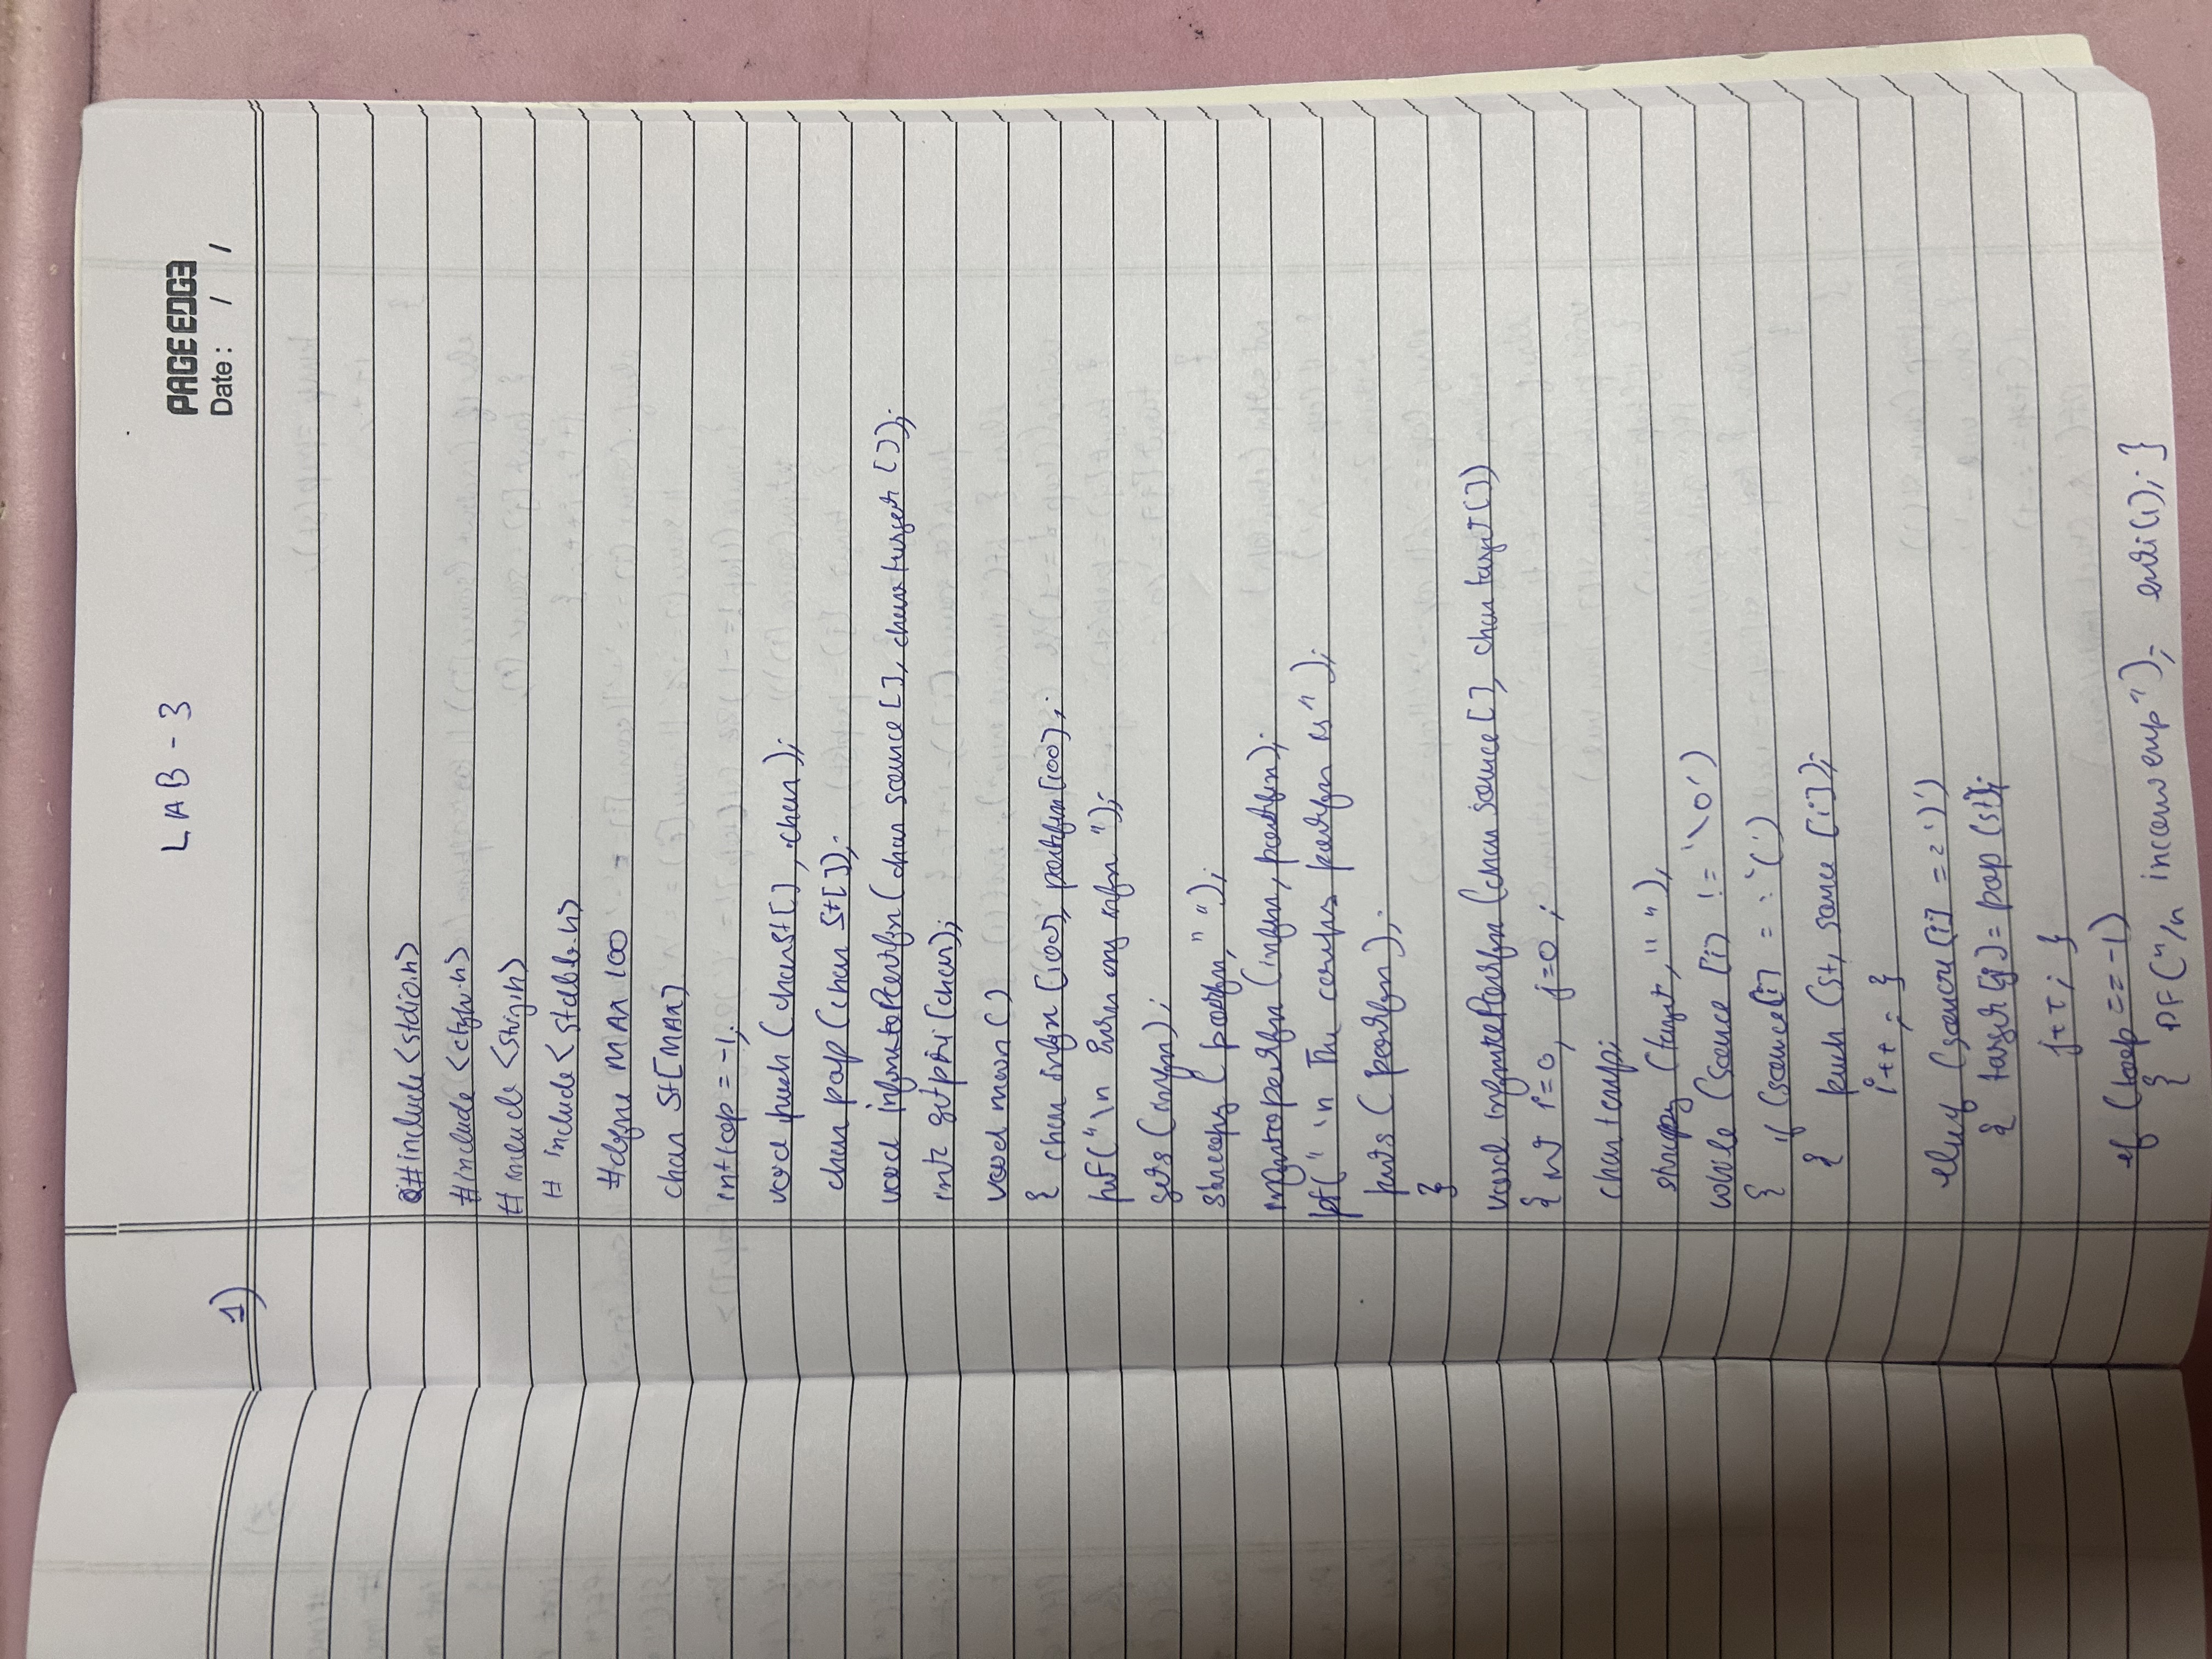 LAB - 3
PAGE EDGE
Date : / /
1)
#include <stdio.h>
#include <ctype.h>
# include <string.h>
# include <stdlib.h>
#define MAX 100
char St[MAX]
int top = -1;
void push (char st[], char);
char pop (char St[]);
void infixtoPostfix (char source [], char target []);
int getpri (char);
void main ()
{ char infix [100], postfix [100];
pf("\n Enter any infix ");
gets (infix);
strcpy (postfix, " ");
infixtopostfix (infix, postfix);
pf(" \n The corresp postfix is" );
puts (postfix);
}
void infixtoPostfix (char source [], char target [])
{ int i=0, j=0 ;
char temp;
strcpy (target, " ");
while (source [i] != '\0')
{ if (source[i] == '(')
{ push (st, source [i]);
i++ ; }
elseif (source [i] == ')')
{ target [j] = pop (st);
j++ ; }
if (top == -1)
{ PF("/n incorrect exp"); exit(1); }